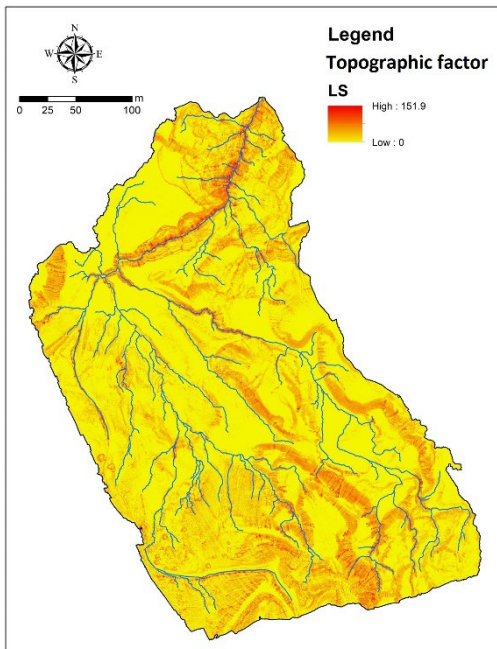 N
W E
S
0 25 50 100
m
Legend
Topographic factor
LS
High : 151.9
Low : 0